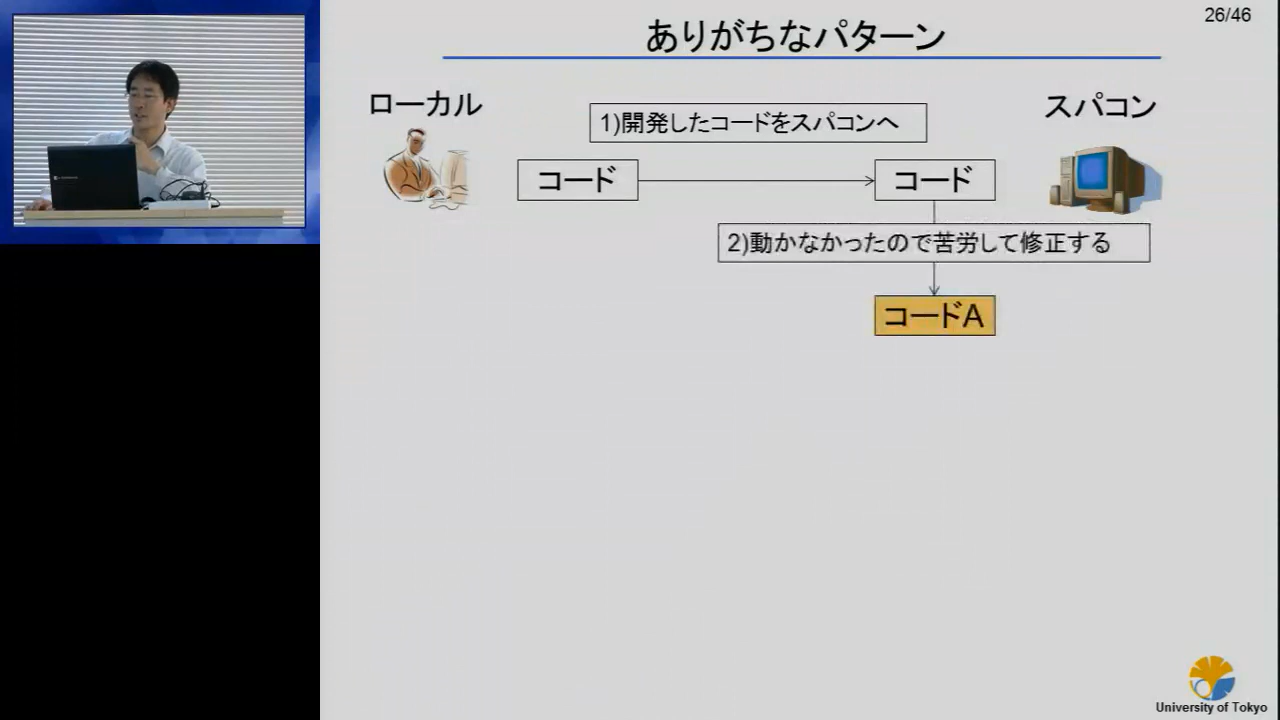 26/46
ありがちなパターン
ローカル
スパコン
1)開発したコードをスパコンへ
コード
コード
2)動かなかったので苦労して修正する
コードA
University of Tokyo